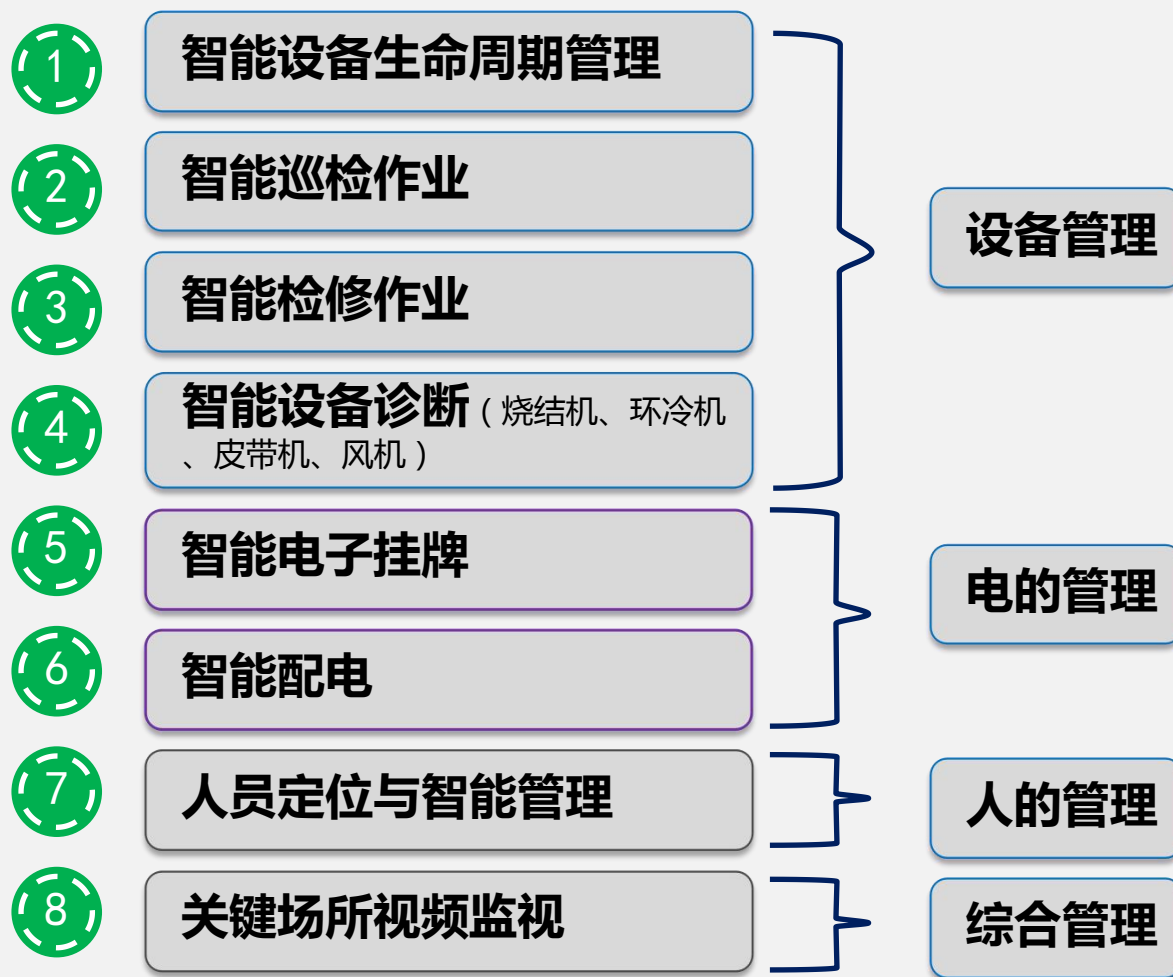 1
智能设备生命周期管理
2
智能巡检作业
3
智能检修作业
设备管理
4
智能设备诊断（烧结机、环冷机
、皮带机、风机）
5
智能电子挂牌
6
智能配电
电的管理
7
人员定位与智能管理
人的管理
8
关键场所视频监视
综合管理